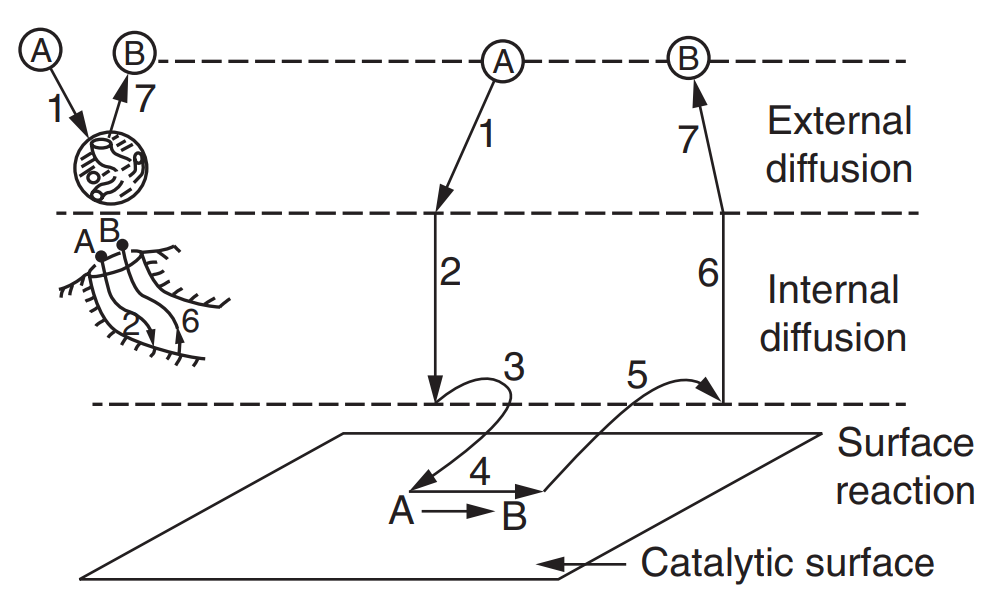 A B A B
1 7 1 7
External
diffusion
A B
2 6
2 6
Internal
diffusion
3 5
4
A B
Surface
reaction
Catalytic surface